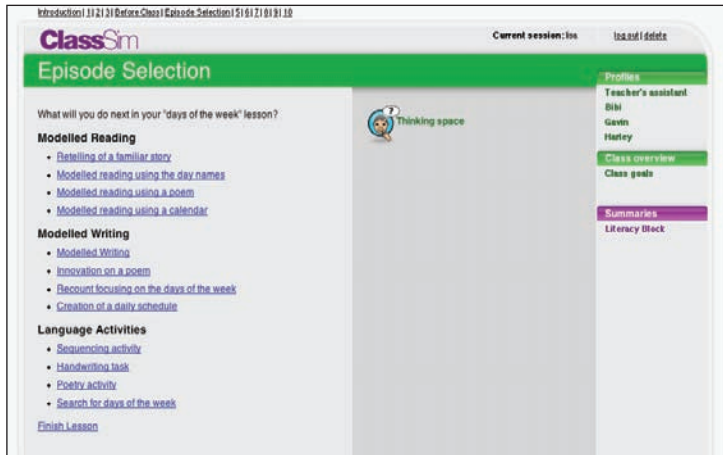 Introduction | 1 | 2 | 3 | Before Class | Episode Selection | 5 | 6 | 7 | 8 | 9 | 10
ClassSim
Current session: los
log out | delete
Episode Selection
What will you do next in your "days of the week" lesson?
Modelled Reading
• Retelling of a familiar story
• Modelled reading using the day names
• Modelled reading using a poem
• Modelled reading using a calendar
Modelled Writing
• Modelled Writing
• Innovation on a poem
• Recount focusing on the days of the week
• Creation of a daily schedule
Language Activities
• Sequencing activity
• Handwriting task
• Poetry activity
• Search for days of the week
Finish Lesson
?
Thinking space
Profiles
Teacher's assistant
Bibi
Gavin
Harley
Class overview
Class goals
Summaries
Literacy Block